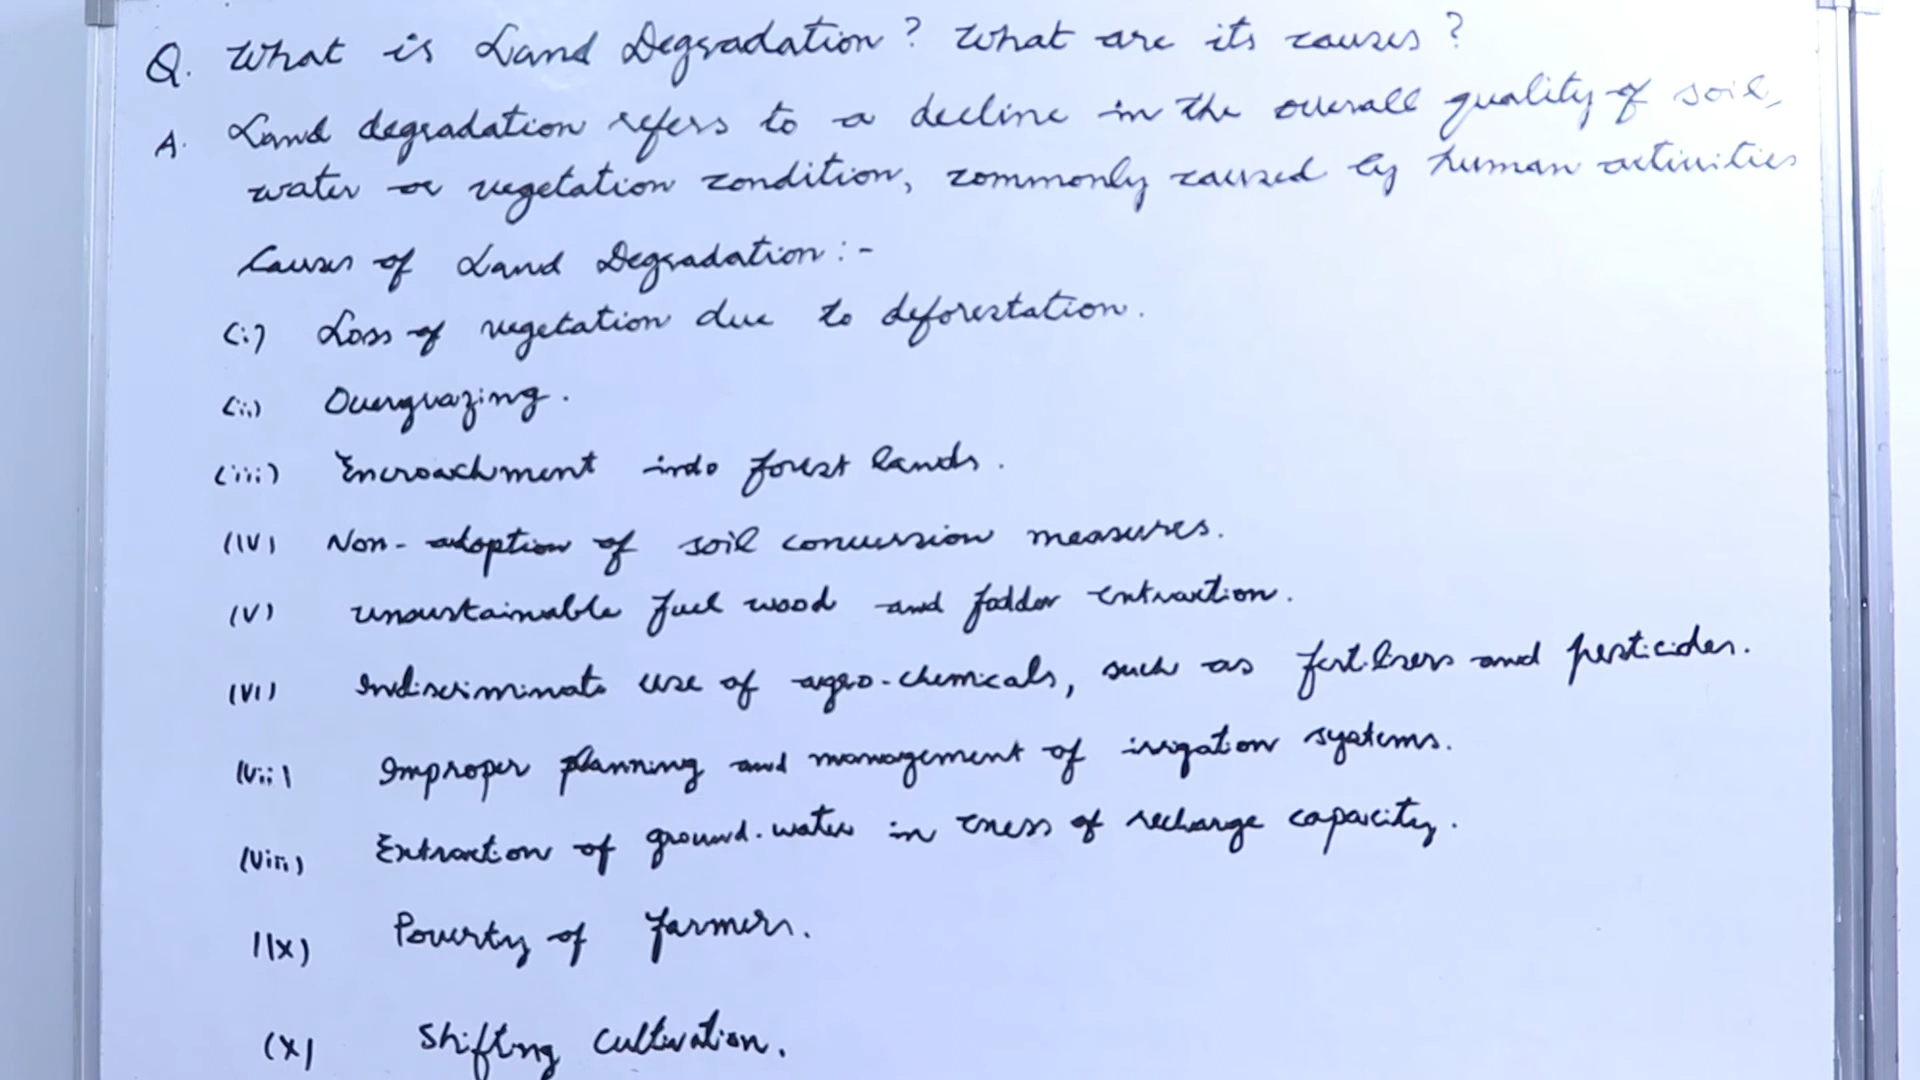 Q. What is Land Degradation? What are its causes?
A. Land degradation refers to a decline in the overall quality of soil,
water or vegetation condition, commonly caused by human activities
Causes of Land Degradation:-
(i) Loss of vegetation due to deforestation.
(ii) Overgrazing.
(iii) Encroachment into forest lands.
(iv) Non-adoption of soil conversion measures.
(v) unsustainable fuel wood and fodder extraction.
(vi) Indiscriminate use of agro-chemicals, such as fertilisers and pesticides.
(vii) Improper planning and management of irrigation systems.
(viii) Extraction of ground-water in excess of recharge capacity.
(ix) Poverty of farmers.
(x) Shifting Cultivation.